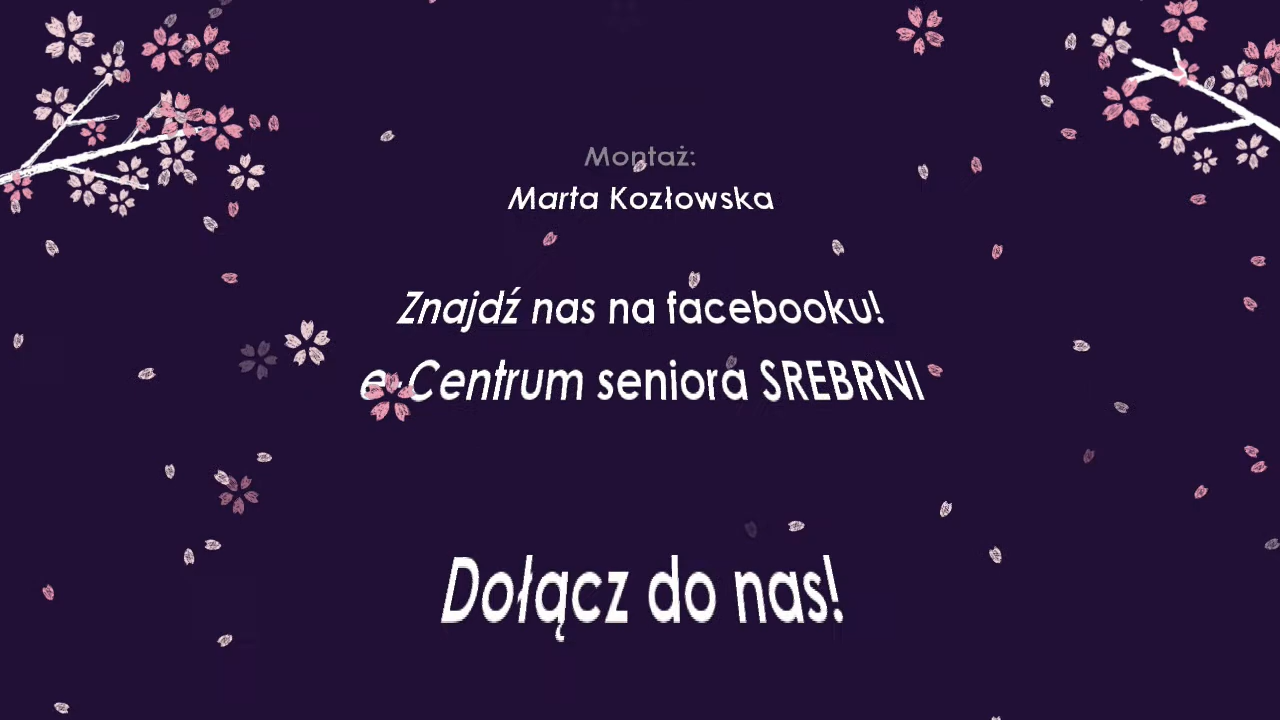 Montaż:
Marta Kozłowska
Znajdź nas na facebooku!
e-Centrum seniora SREBRNI
Dołącz do nas!